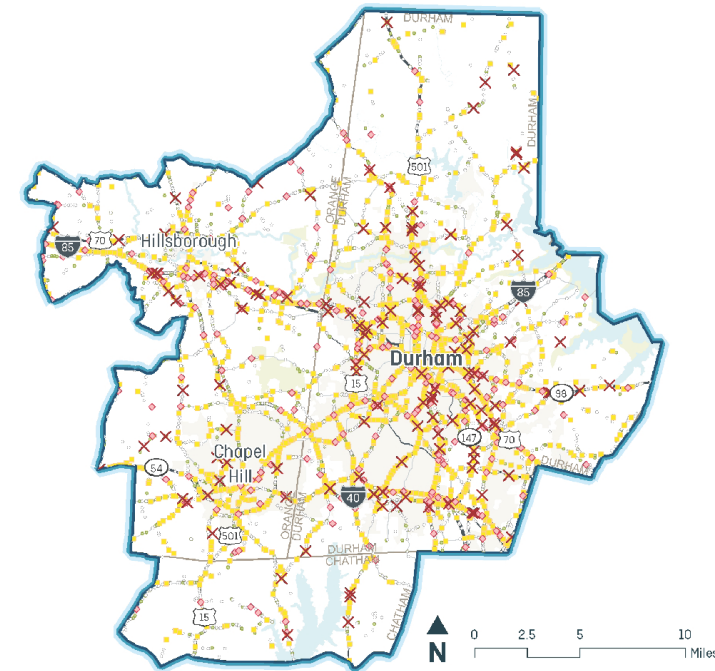 DURHAM
DURHAM
501
ORANGE
DURHAM
70
Hillsborough
85
85
Durham
15
98
147
70
Chapel
Hill
54
DURHAM
40
ORANGE
DURHAM
501
DURHAM
CHATHAM
15
CHATHAM
N
0 2.5 5 10
Miles